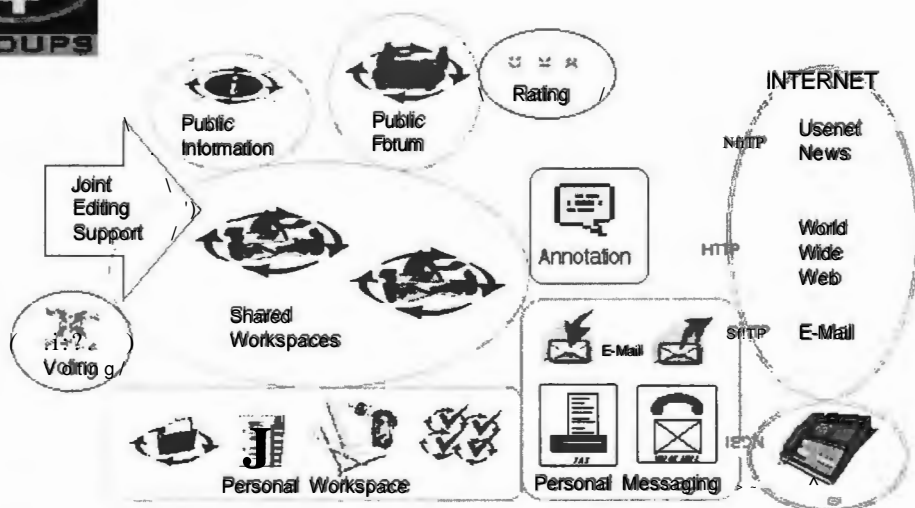 OUPS
INTERNET
Rating
Public
Information
Public
Forum
Usenet
News
Joint
Editing
Support
World
Wide
Web
HTTP
Annotation
Shared
Workspaces
E-Mail
E-Mail
Voting
J
Personal Workspace
Personal Messaging